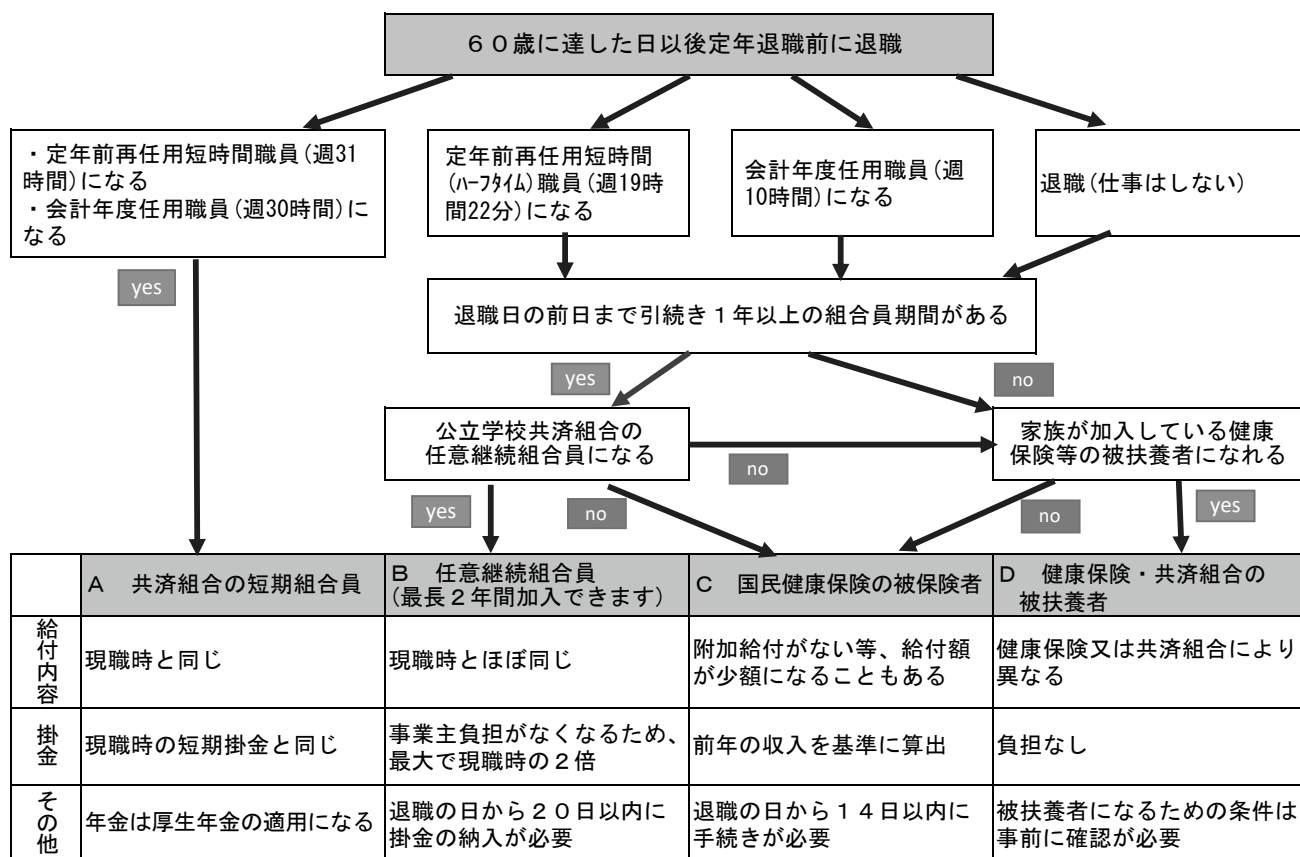 ６０歳に達した日以後定年退職前に退職
・定年前再任用短時間職員(週31
時間)になる
・会計年度任用職員(週30時間)に
なる
定年前再任用短時間
(ﾊｰﾌﾀｲﾑ)職員(週19時
間22分)になる
会計年度任用職員(週
10時間)になる
退職(仕事はしない)
yes
退職日の前日まで引続き１年以上の組合員期間がある
yes
no
公立学校共済組合の
任意継続組合員になる
no
家族が加入している健康
保険等の被扶養者になれる
yes
no
no
yes
A　共済組合の短期組合員
B　任意継続組合員
(最長２年間加入できます)
C　国民健康保険の被保険者
D　健康保険・共済組合の
被扶養者
給付内容
現職時と同じ
現職時とほぼ同じ
附加給付がない等、給付額
が少額になることもある
健康保険又は共済組合により
異なる
掛金
現職時の短期掛金と同じ
事業主負担がなくなるため、
最大で現職時の２倍
前年の収入を基準に算出
負担なし
その他
年金は厚生年金の適用になる
退職の日から２０日以内に
掛金の納入が必要
退職の日から１４日以内に
手続きが必要
被扶養者になるための条件は
事前に確認が必要